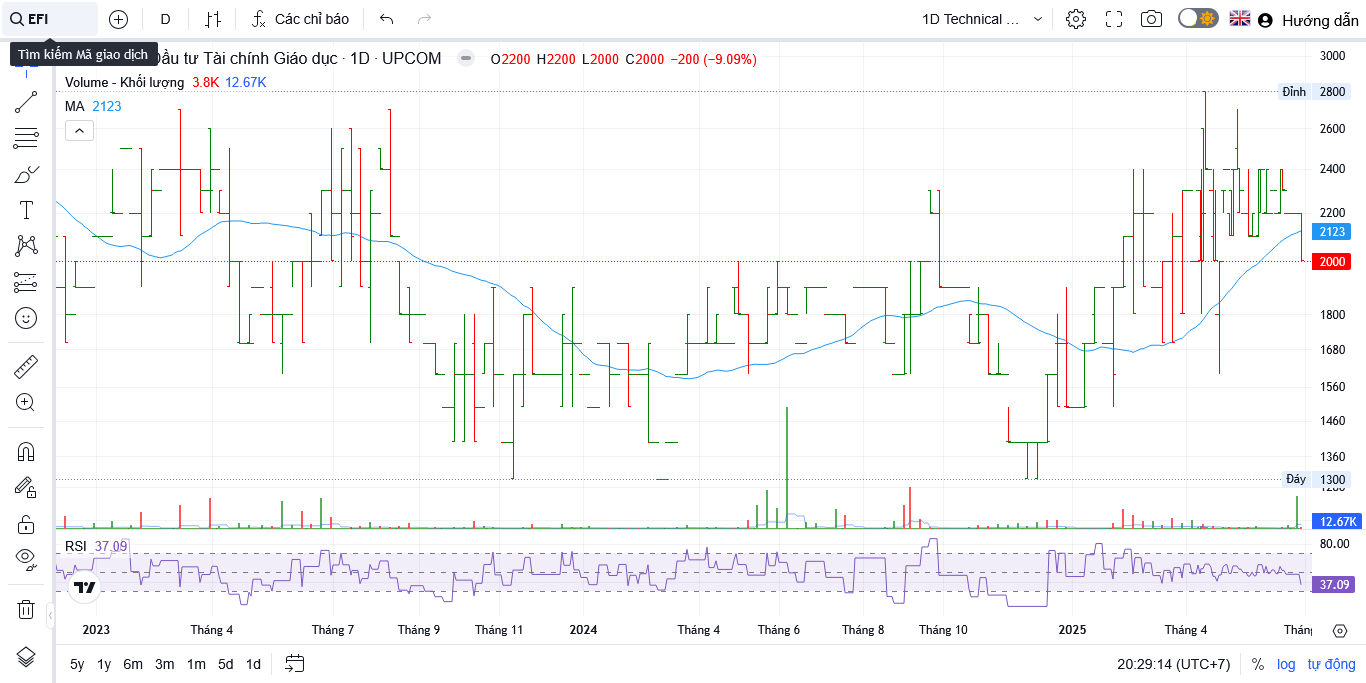 EFI D Các chỉ báo 1D Technical ... Hướng dẫn
Tìm kiếm Mã giao dịch
Đầu tư Tài chính Giáo dục · 1D · UPCOM O2200 H2200 L2000 C2000 −200 (−9.09%)
Volume - Khối lượng 3.8K 12.67K
MA 2123
3000
Đỉnh 2800
2600
2400
2200
2123
2000
1800
1680
1560
1460
1360
Đáy 1300
1200
12.67K
RSI 37.09
80.00
37.09
2023 Tháng 4 Tháng 7 Tháng 9 Tháng 11 2024 Tháng 4 Tháng 6 Tháng 8 Tháng 10 2025 Tháng 4 Thán
5y 1y 6m 3m 1m 5d 1d 20:29:14 (UTC+7) % log tự động